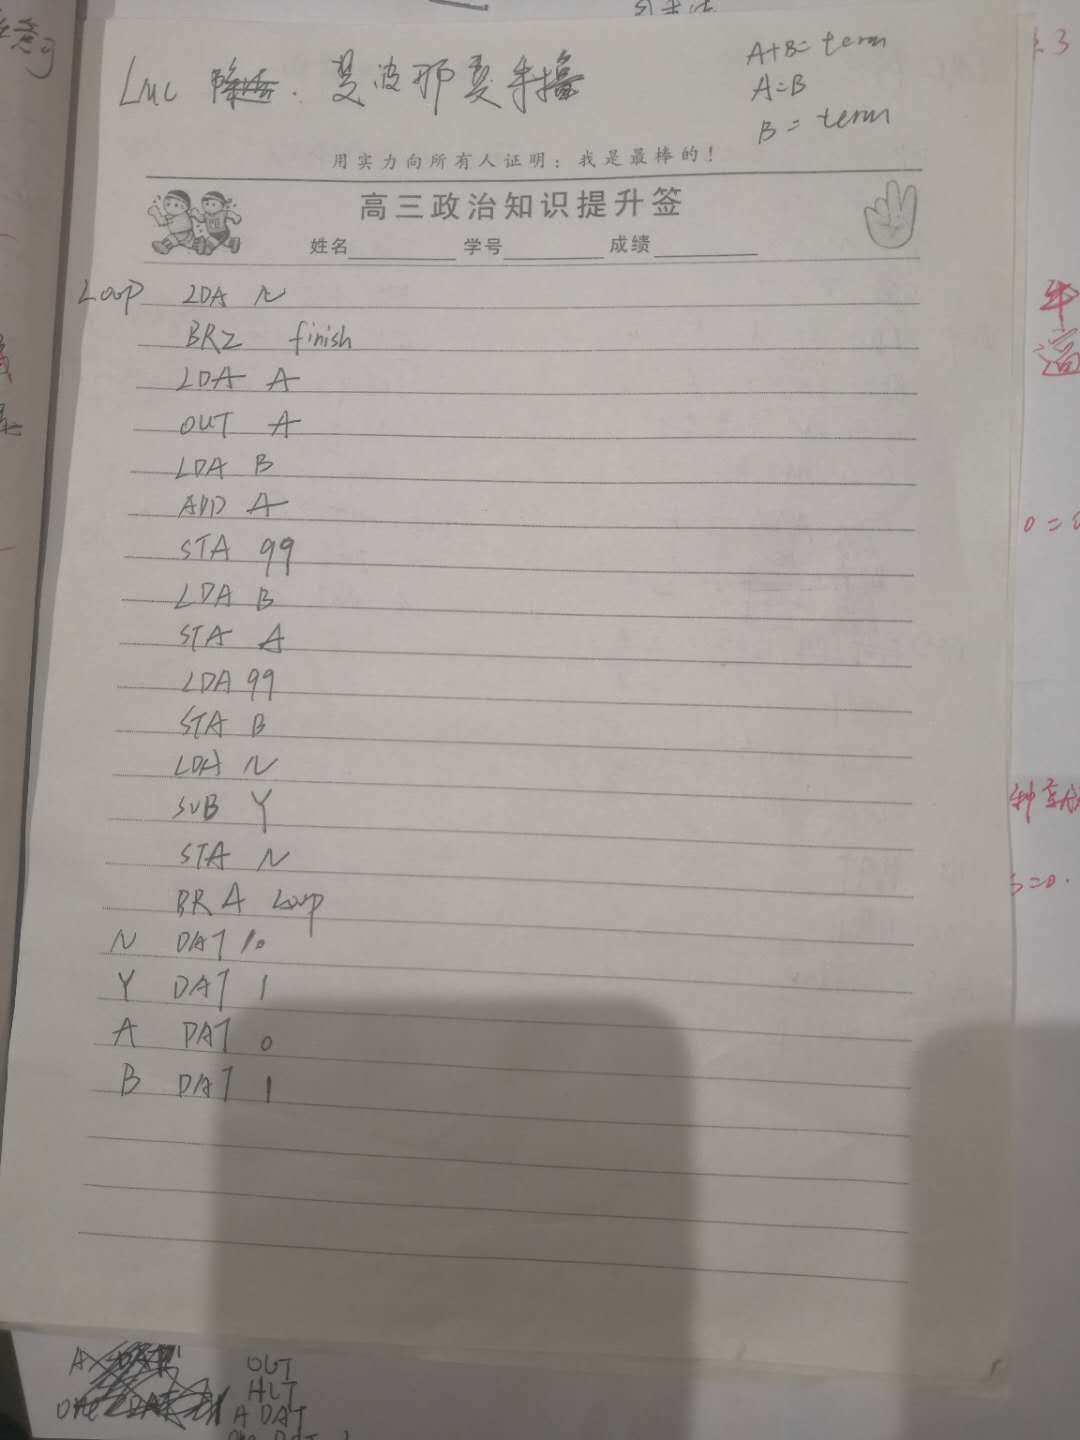 A+B=term
A=B
B=term
LMC 斐波那契手搓
用实力向所有人证明：我是最棒的！
高三政治知识提升签
姓名 学号 成绩
Loop LDA N
BRZ finish
LDA A
OUT A
LDA B
ADD A
STA 99
LDA B
STA A
LDA 99
STA B
LDA N
SUB Y
STA N
BRA Loop
N DAT 10
Y DAT 1
A DAT 0
B DAT 1
OUT
HLT
A DAT